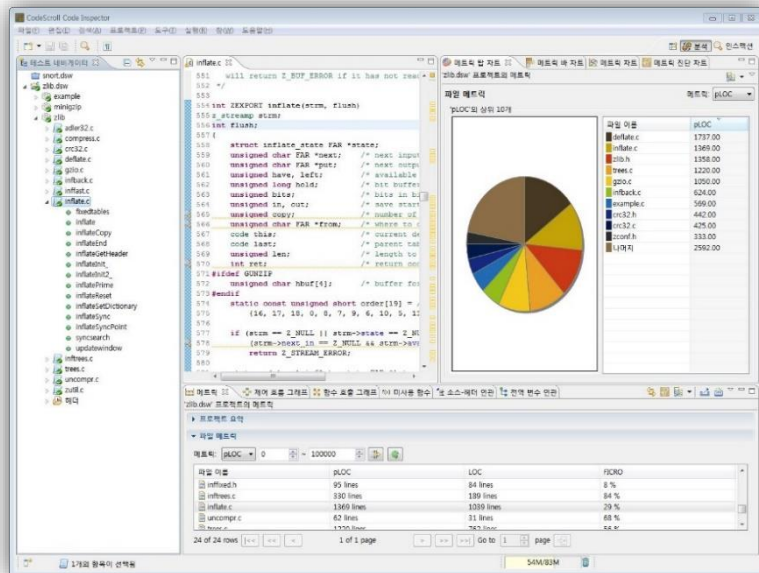 CodeScroll Code Inspector
파일(F) 편집(E) 검색(A) 프로젝트(P) 도구(T) 실행(R) 창(W) 도움말(H)
분석 인스펙션
테스트 네비게이터
snort.dsw
zlib.dsw
example
minigzip
zlib
adler32.c
compress.c
crc32.c
deflate.c
gzio.c
infback.c
inffast.c
inflate.c
fixedtables
inflate
inflateCopy
inflateEnd
inflateGetHeader
inflateInit_
inflateInit2_
inflatePrime
inflateReset
inflateSetDictionary
inflateSync
inflateSyncPoint
syncsearch
updatewindow
inftrees.c
trees.c
uncompr.c
zutil.c
헤더
inflate.c
551 will return Z_BUF_ERROR if it has not read
552 */
553
554 int ZEXPORT inflate(strm, flush)
555 z_streamp strm;
556 int flush;
557 {
558 struct inflate_state FAR *state;
559 unsigned char FAR *next; /* next input
560 unsigned char FAR *put; /* next output
561 unsigned have, left; /* available
562 unsigned long hold; /* bit buffer
563 unsigned bits; /* bits in bi
564 unsigned in, out; /* save start
565 unsigned copy; /* number of
566 unsigned char FAR *from; /* where to c
567 code this; /* current de
568 code last; /* parent tab
569 unsigned len; /* length to
570 int ret; /* return cod
571 #ifdef GUNZIP
572 unsigned char hbuf[4]; /* buffer for
573 #endif
574 static const unsigned short order[19] =
575 {16, 17, 18, 0, 8, 7, 9, 6, 10, 5, 1
576
577 if (strm == Z_NULL || strm->state == Z_NU
578 (strm->next_in == Z_NULL && strm->av
579 return Z_STREAM_ERROR;
메트릭 탑 차트 메트릭 바 차트 메트릭 차트 메트릭 진단 차트
'zlib.dsw' 프로젝트의 메트릭
파일 메트릭 메트릭: pLOC
'pLOC'의 상위 10개
파일 이름 pLOC
deflate.c 1737.00
inflate.c 1369.00
zlib.h 1358.00
trees.c 1220.00
gzio.c 1050.00
infback.c 624.00
example.c 569.00
crc32.h 442.00
crc32.c 425.00
zconf.h 333.00
나머지 2592.00
메트릭 제어 흐름 그래프 함수 호출 그래프 미사용 함수 소스-헤더 연관 전역 변수 연관
'zlib.dsw' 프로젝트의 메트릭
프로젝트 요약
파일 메트릭
메트릭: pLOC 0 ~ 100000
파일 이름 pLOC LOC FICRO
inffixed.h 95 lines 84 lines 8 %
inftrees.c 330 lines 189 lines 84 %
inflate.c 1369 lines 1039 lines 29 %
uncompr.c 62 lines 31 lines 68 %
trees.c 1220 lines 762 lines 56 %
24 of 24 rows 1 of 1 page Go to 1 page
1개의 항목이 선택됨 54M/83M